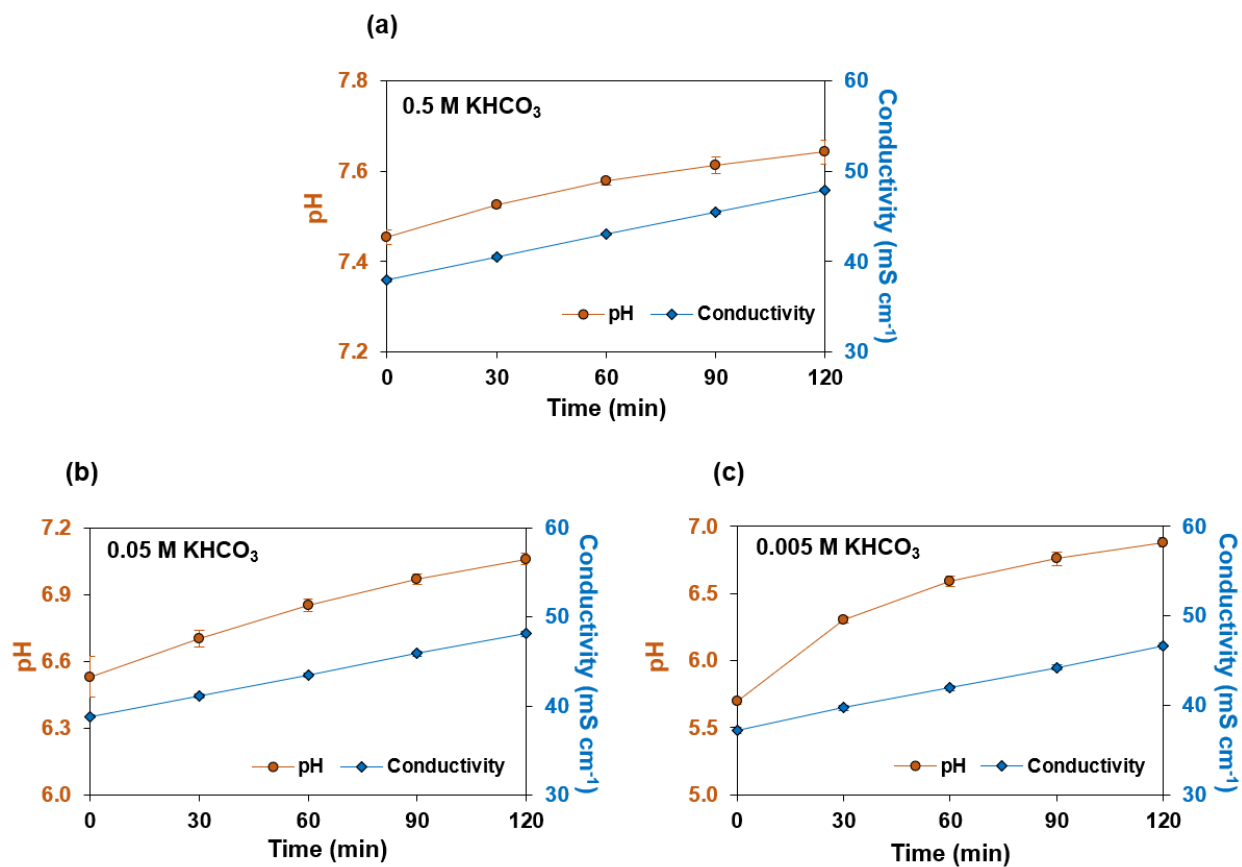 (a)
7.8
7.6
7.4
7.2
pH
0.5 M KHCO₃
60
50
40
30
Conductivity (mS cm⁻¹)
pH Conductivity
0 30 60 90 120
Time (min)
(b)
7.2
6.9
6.6
6.3
6.0
pH
0.05 M KHCO₃
60
50
40
30
Conductivity (mS cm⁻¹)
pH Conductivity
0 30 60 90 120
Time (min)
(c)
7.0
6.5
6.0
5.5
5.0
pH
0.005 M KHCO₃
60
50
40
30
Conductivity (mS cm⁻¹)
pH Conductivity
0 30 60 90 120
Time (min)